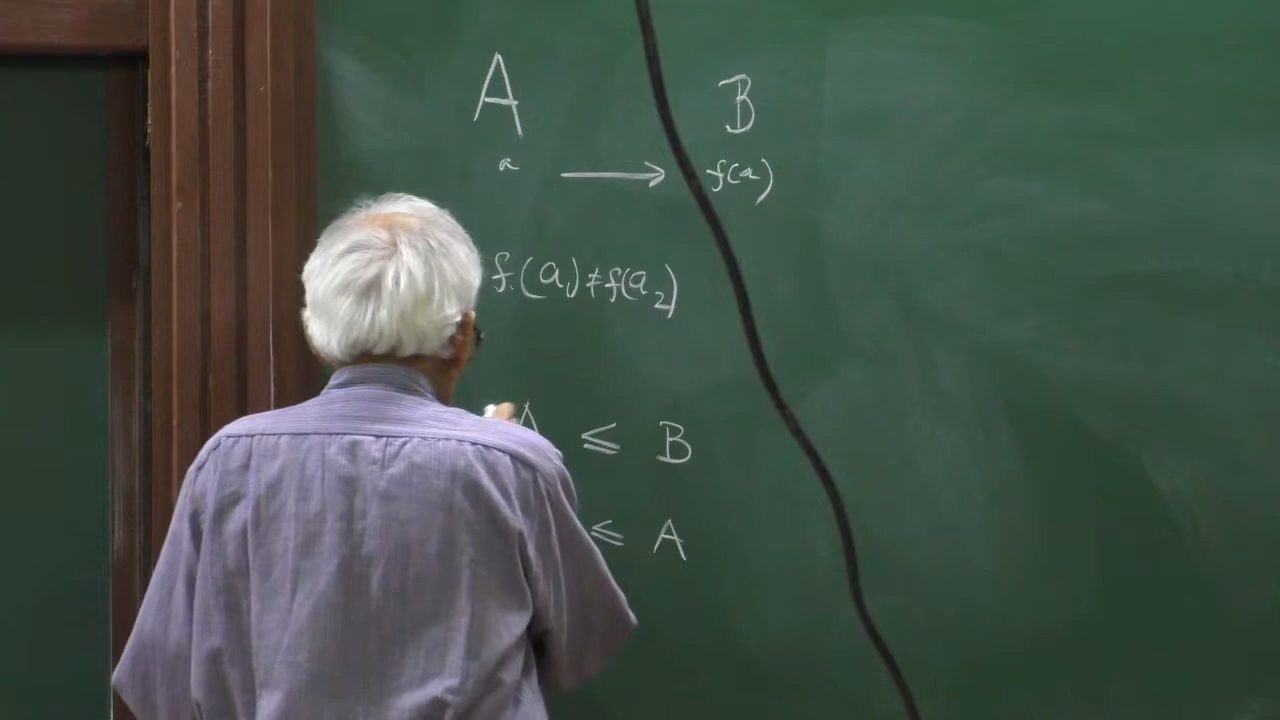 A B
a ⟶ f(a)
f(a₁)≠f(a₂)
A ≤ B
≤ A